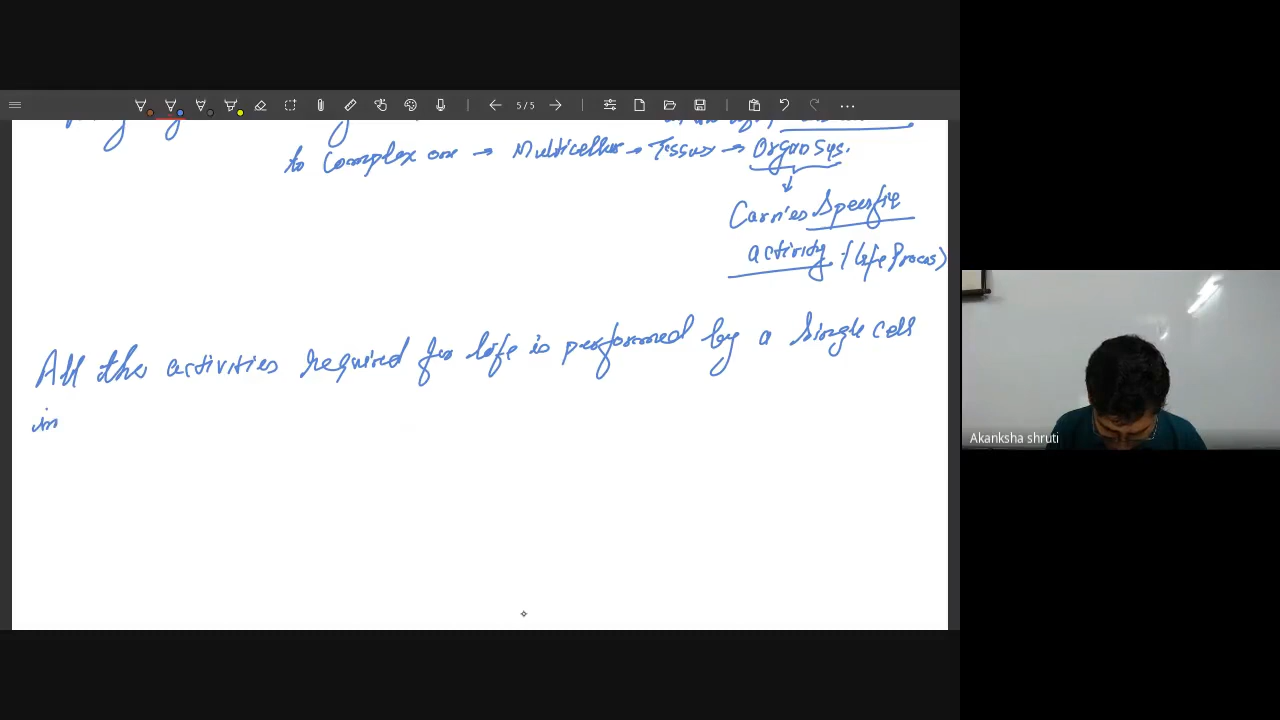 5/5
to Complex one → Multicellular → Tissues → Organ Sys.
Carries Specific
activity (Life Process)
All the activities required for life is performed by a single cell
in
Akanksha shruti